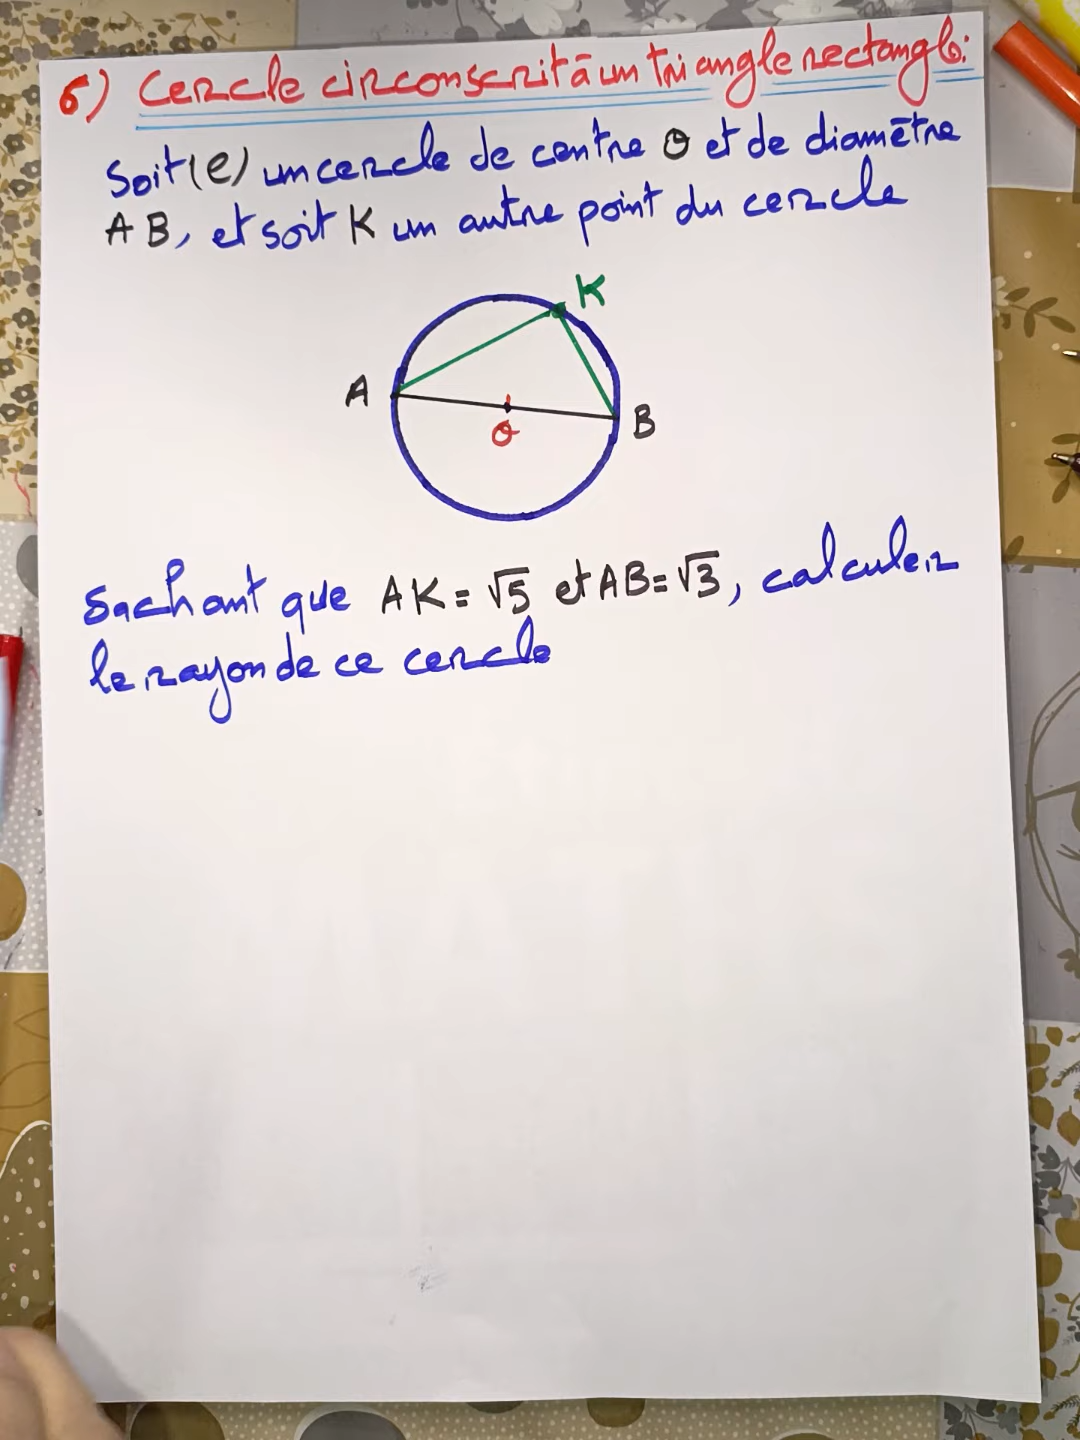 6) Cercle circonscrit à un triangle rectangle:
Soit (C) un cercle de centre O et de diamètre
AB, et soit K un autre point du cercle
K
A
B
O
Sachant que AK = √5 et AB = √3, calculer
le rayon de ce cercle